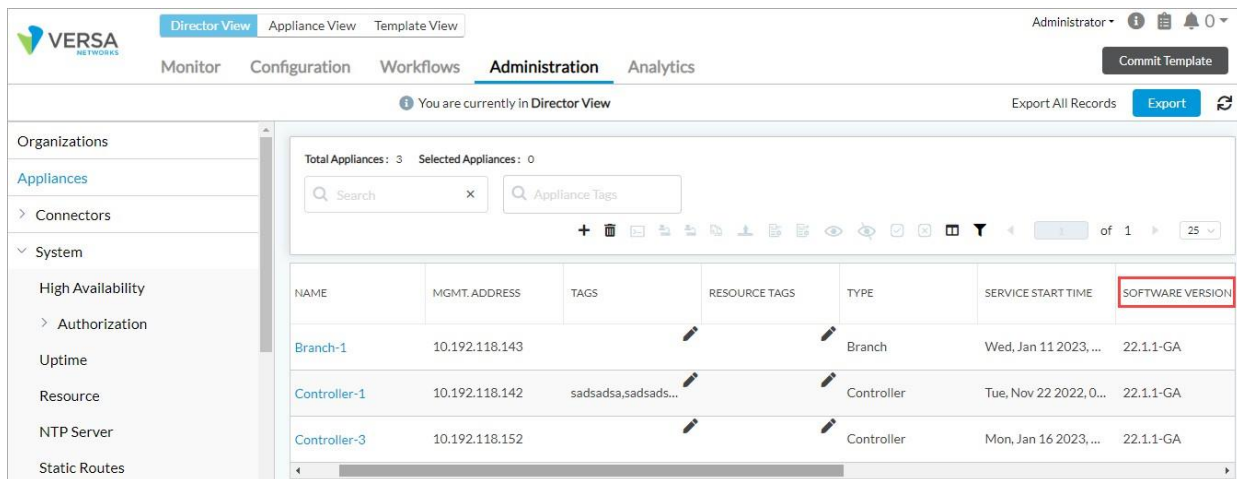 VERSA
NETWORKS
Director View Appliance View Template View
Administrator
0
Monitor Configuration Workflows Administration Analytics
Commit Template
You are currently in Director View
Export All Records Export
Organizations
Appliances
Connectors
System
High Availability
Authorization
Uptime
Resource
NTP Server
Static Routes
Total Appliances : 3 Selected Appliances : 0
Search
Appliance Tags
1 of 1 25
NAME MGMT. ADDRESS TAGS RESOURCE TAGS TYPE SERVICE START TIME SOFTWARE VERSION
Branch-1 10.192.118.143 Branch Wed, Jan 11 2023, ... 22.1.1-GA
Controller-1 10.192.118.142 sadsadsa,sadsads... Controller Tue, Nov 22 2022, 0... 22.1.1-GA
Controller-3 10.192.118.152 Controller Mon, Jan 16 2023, ... 22.1.1-GA